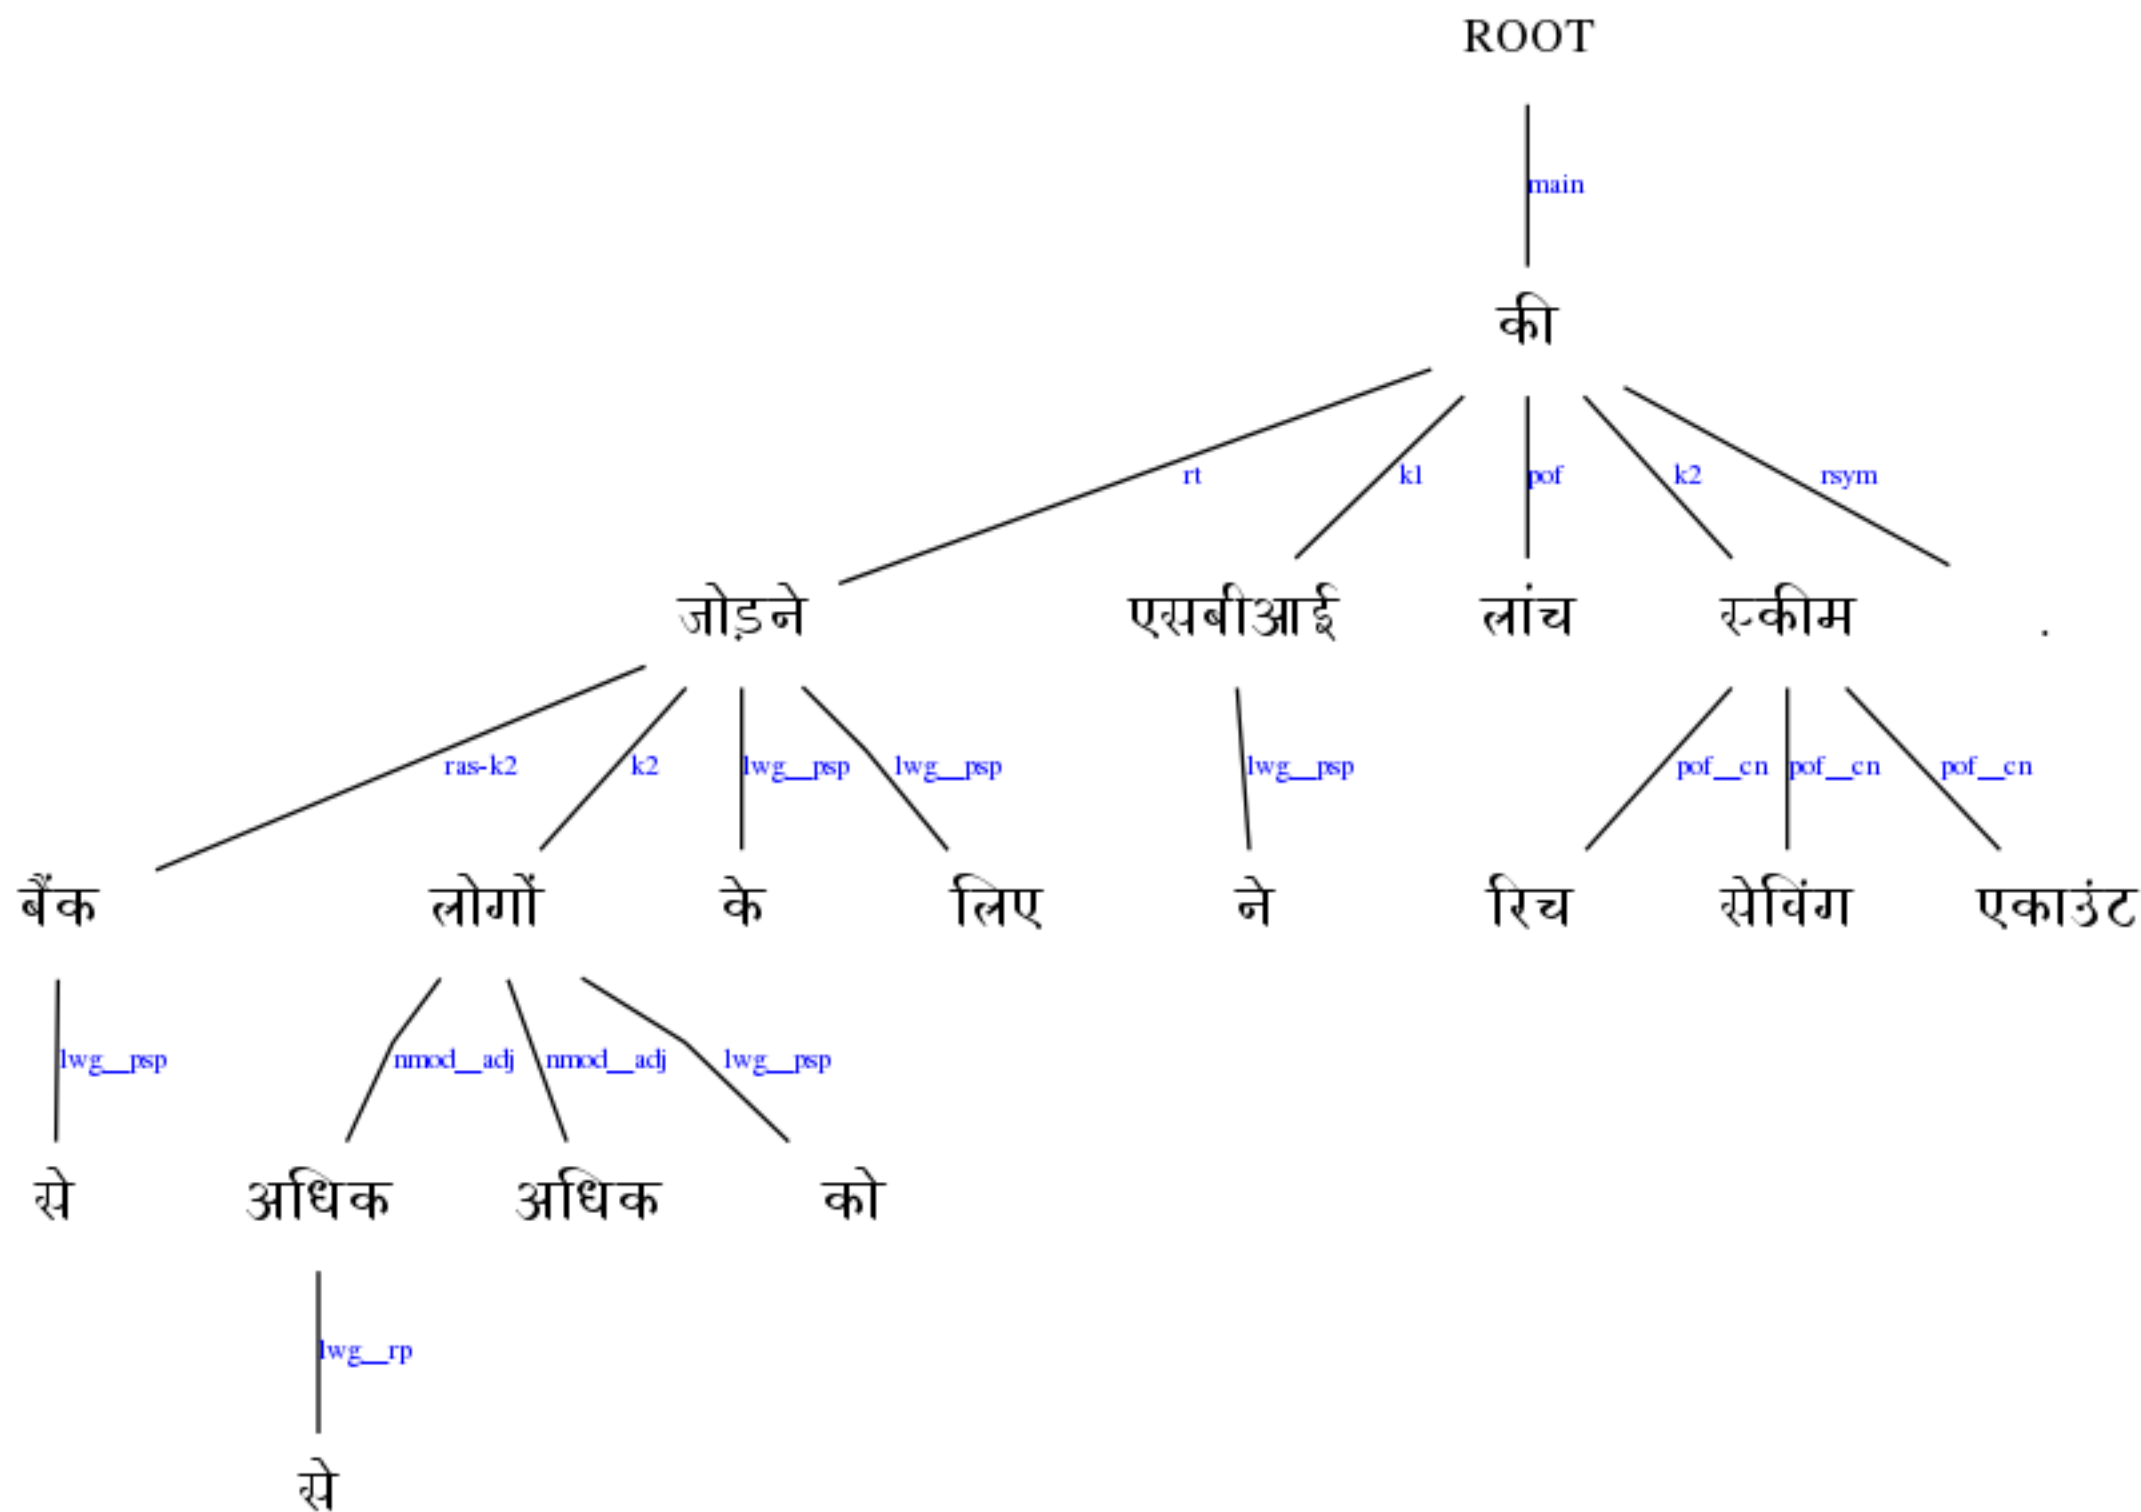 ROOT
main
की
rt k1 pof k2 rsym
जोड़ने एसबीआई लांच स्कीम .
ras-k2 k2 lwg__psp lwg__psp lwg__psp pof__cn pof__cn pof__cn
बैंक लोगों के लिए ने रिच सेविंग एकाउंट
lwg__psp nmod__adj nmod__adj lwg__psp
से अधिक अधिक को
lwg__rp
से